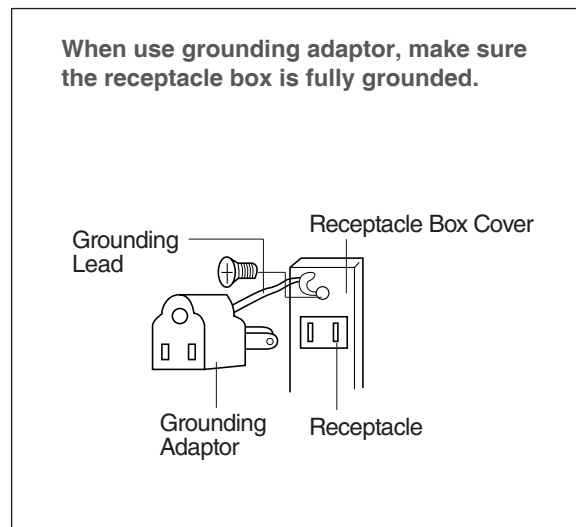 When use grounding adaptor, make sure
the receptacle box is fully grounded.
Receptacle Box Cover
Grounding
Lead
Grounding
Adaptor
Receptacle